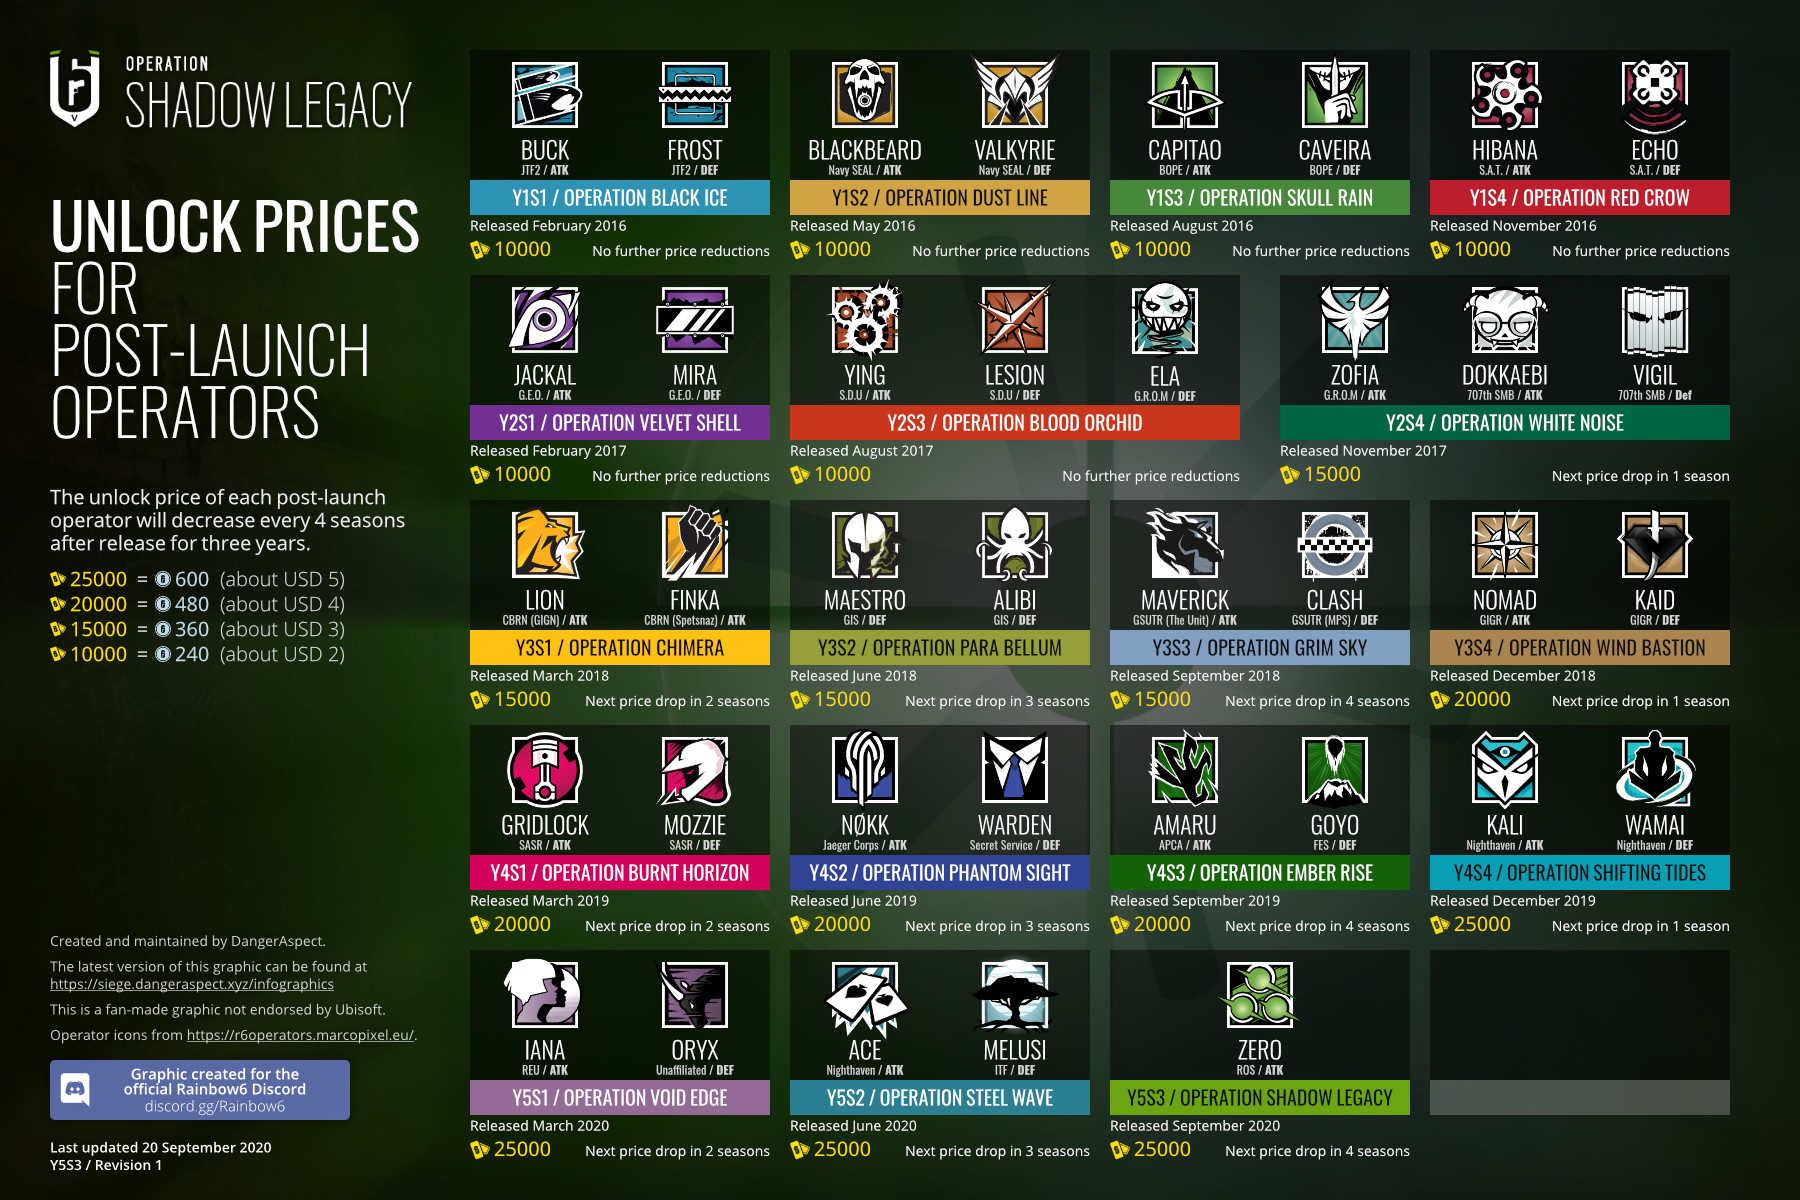 OPERATION
SHADOW LEGACY
UNLOCK PRICES
FOR
POST-LAUNCH
OPERATORS
The unlock price of each post-launch
operator will decrease every 4 seasons
after release for three years.
25000 = 600 (about USD 5)
20000 = 480 (about USD 4)
15000 = 360 (about USD 3)
10000 = 240 (about USD 2)
Created and maintained by DangerAspect.
The latest version of this graphic can be found at
https://siege.dangeraspect.xyz/infographics
This is a fan-made graphic not endorsed by Ubisoft.
Operator icons from https://r6operators.marcopixel.eu/.
Graphic created for the
official Rainbow6 Discord
discord.gg/Rainbow6
Last updated 20 September 2020
Y5S3 / Revision 1
BUCK
JTF2 / ATK
FROST
JTF2 / DEF
Y1S1 / OPERATION BLACK ICE
Released February 2016
10000 No further price reductions
BLACKBEARD
Navy SEAL / ATK
VALKYRIE
Navy SEAL / DEF
Y1S2 / OPERATION DUST LINE
Released May 2016
10000 No further price reductions
CAPITAO
BOPE / ATK
CAVEIRA
BOPE / DEF
Y1S3 / OPERATION SKULL RAIN
Released August 2016
10000 No further price reductions
HIBANA
S.A.T. / ATK
ECHO
S.A.T. / DEF
Y1S4 / OPERATION RED CROW
Released November 2016
10000 No further price reductions
JACKAL
G.E.O. / ATK
MIRA
G.E.O. / DEF
Y2S1 / OPERATION VELVET SHELL
Released February 2017
10000 No further price reductions
YING
S.D.U / ATK
LESION
S.D.U / DEF
ELA
G.R.O.M / DEF
Y2S3 / OPERATION BLOOD ORCHID
Released August 2017
10000 No further price reductions
ZOFIA
G.R.O.M / ATK
DOKKAEBI
707th SMB / ATK
VIGIL
707th SMB / Def
Y2S4 / OPERATION WHITE NOISE
Released November 2017
15000 Next price drop in 1 season
LION
CBRN (GIGN) / ATK
FINKA
CBRN (Spetsnaz) / ATK
Y3S1 / OPERATION CHIMERA
Released March 2018
15000 Next price drop in 2 seasons
MAESTRO
GIS / DEF
ALIBI
GIS / DEF
Y3S2 / OPERATION PARA BELLUM
Released June 2018
15000 Next price drop in 3 seasons
MAVERICK
GSUTR (The Unit) / ATK
CLASH
GSUTR (MPS) / DEF
Y3S3 / OPERATION GRIM SKY
Released September 2018
15000 Next price drop in 4 seasons
NOMAD
GIGR / ATK
KAID
GIGR / DEF
Y3S4 / OPERATION WIND BASTION
Released December 2018
20000 Next price drop in 1 season
GRIDLOCK
SASR / ATK
MOZZIE
SASR / DEF
Y4S1 / OPERATION BURNT HORIZON
Released March 2019
20000 Next price drop in 2 seasons
NØKK
Jaeger Corps / ATK
WARDEN
Secret Service / DEF
Y4S2 / OPERATION PHANTOM SIGHT
Released June 2019
20000 Next price drop in 3 seasons
AMARU
APCA / ATK
GOYO
FES / DEF
Y4S3 / OPERATION EMBER RISE
Released September 2019
20000 Next price drop in 4 seasons
KALI
Nighthaven / ATK
WAMAI
Nighthaven / DEF
Y4S4 / OPERATION SHIFTING TIDES
Released December 2019
25000 Next price drop in 1 season
IANA
REU / ATK
ORYX
Unaffiliated / DEF
Y5S1 / OPERATION VOID EDGE
Released March 2020
25000 Next price drop in 2 seasons
ACE
Nighthaven / ATK
MELUSI
ITF / DEF
Y5S2 / OPERATION STEEL WAVE
Released June 2020
25000 Next price drop in 3 seasons
ZERO
ROS / ATK
Y5S3 / OPERATION SHADOW LEGACY
Released September 2020
25000 Next price drop in 4 seasons